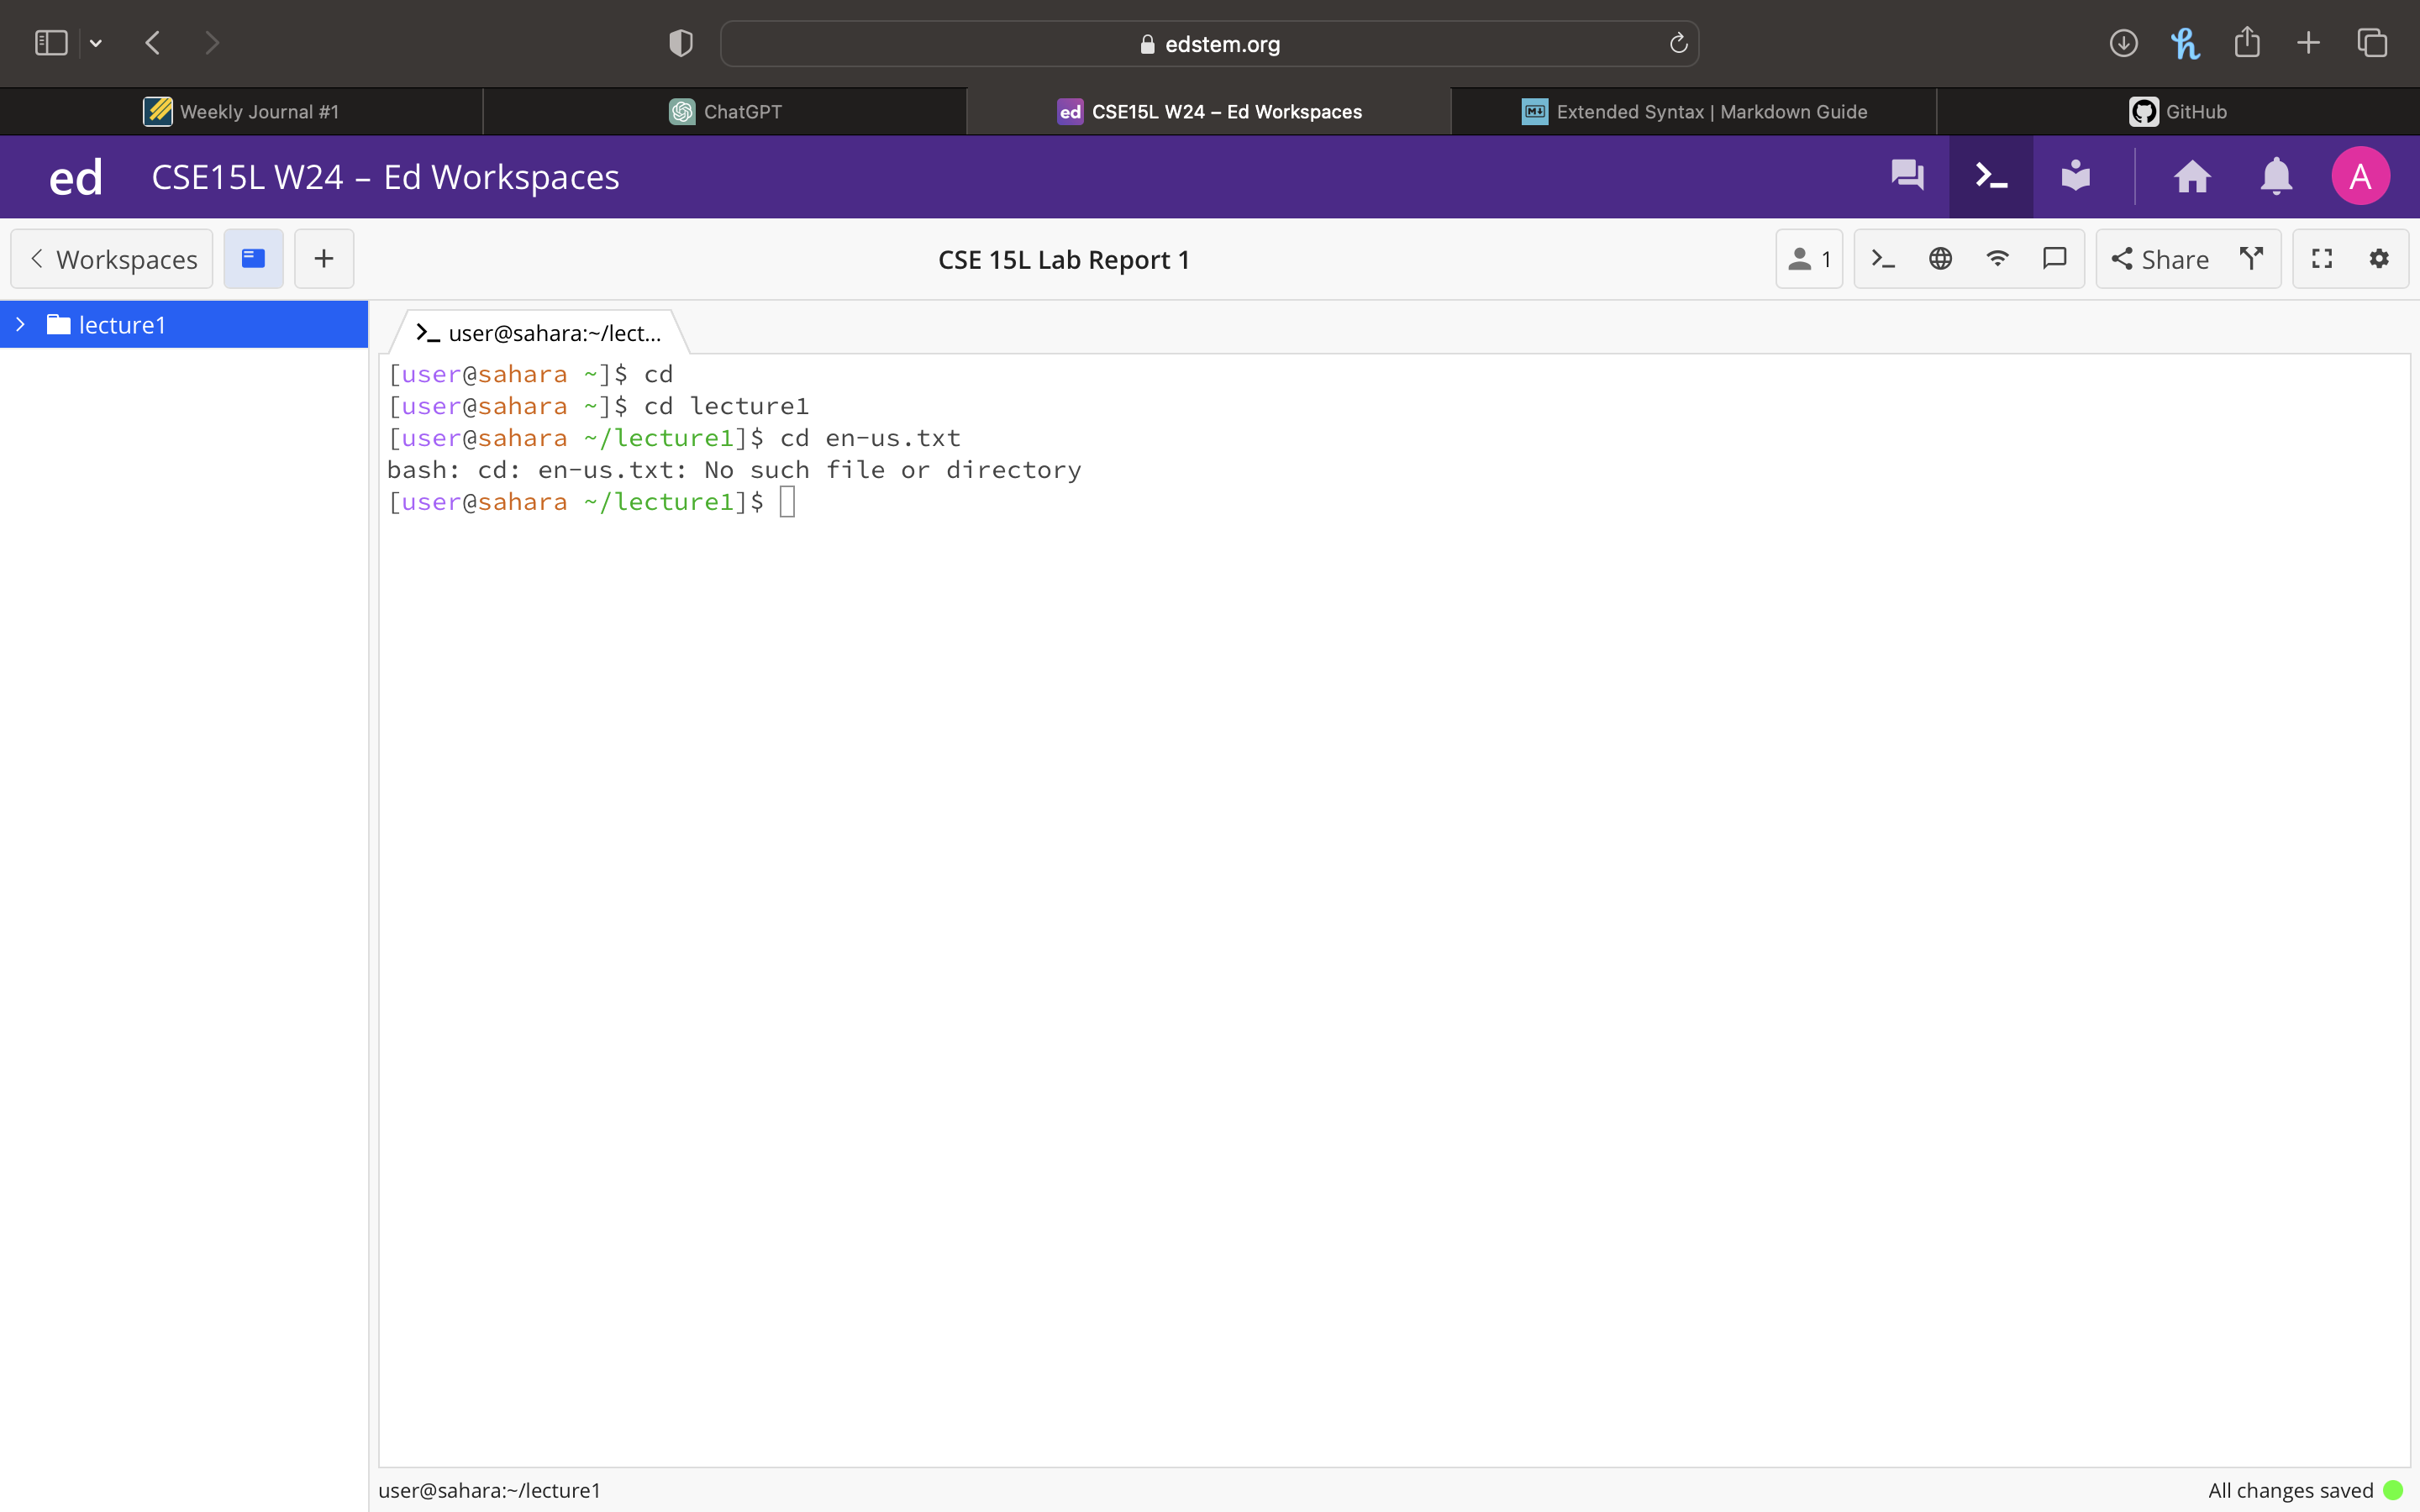 edstem.org
Weekly Journal #1
ChatGPT
ed CSE15L W24 – Ed Workspaces
M↓ Extended Syntax | Markdown Guide
GitHub
ed CSE15L W24 – Ed Workspaces
A
Workspaces
CSE 15L Lab Report 1
1
Share
lecture1
user@sahara:~/lect...
[user@sahara ~]$ cd
[user@sahara ~]$ cd lecture1
[user@sahara ~/lecture1]$ cd en-us.txt
bash: cd: en-us.txt: No such file or directory
[user@sahara ~/lecture1]$
user@sahara:~/lecture1
All changes saved